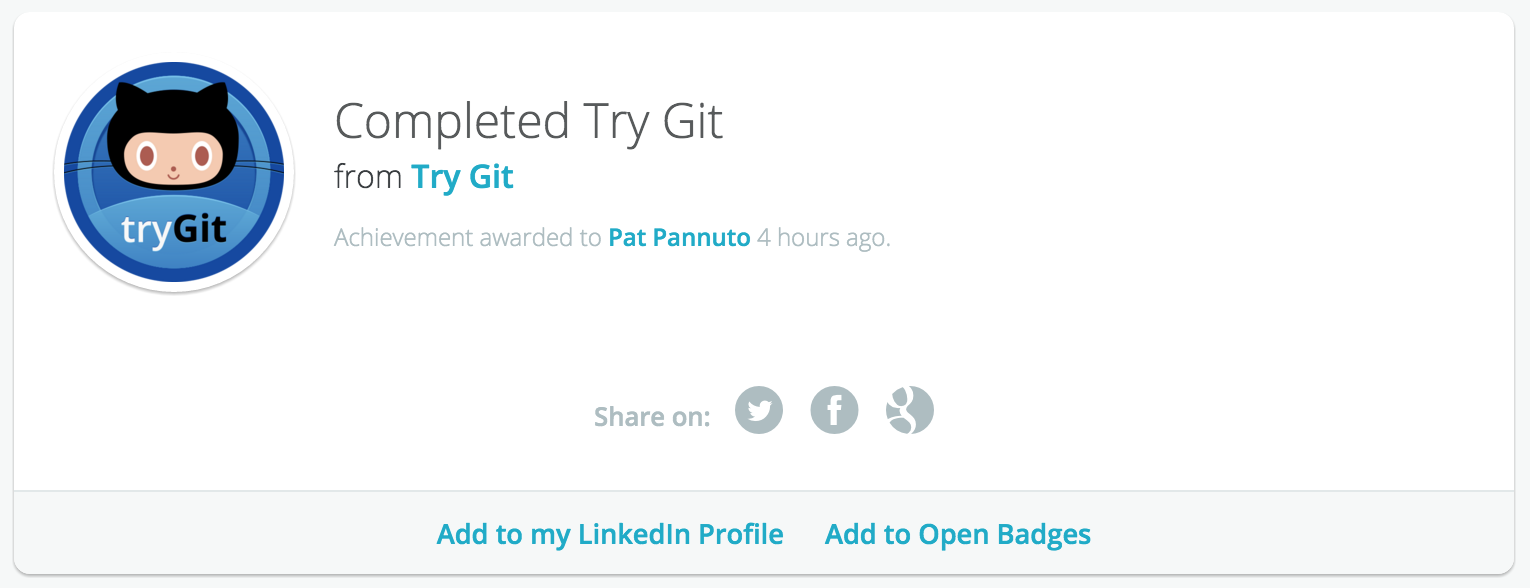 tryGit
Completed Try Git
from Try Git
Achievement awarded to Pat Pannuto 4 hours ago.
Share on:
Add to my LinkedIn Profile Add to Open Badges